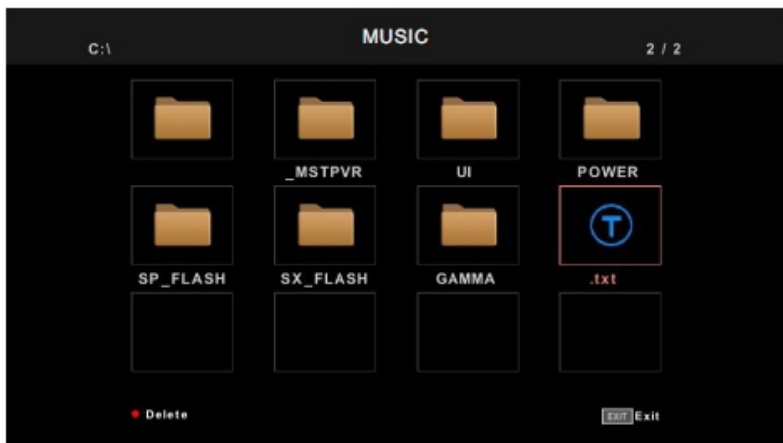 MUSIC
C:\ 2 / 2
_MSTPVR UI POWER
T
SP_FLASH SX_FLASH GAMMA .txt
Delete EXIT Exit